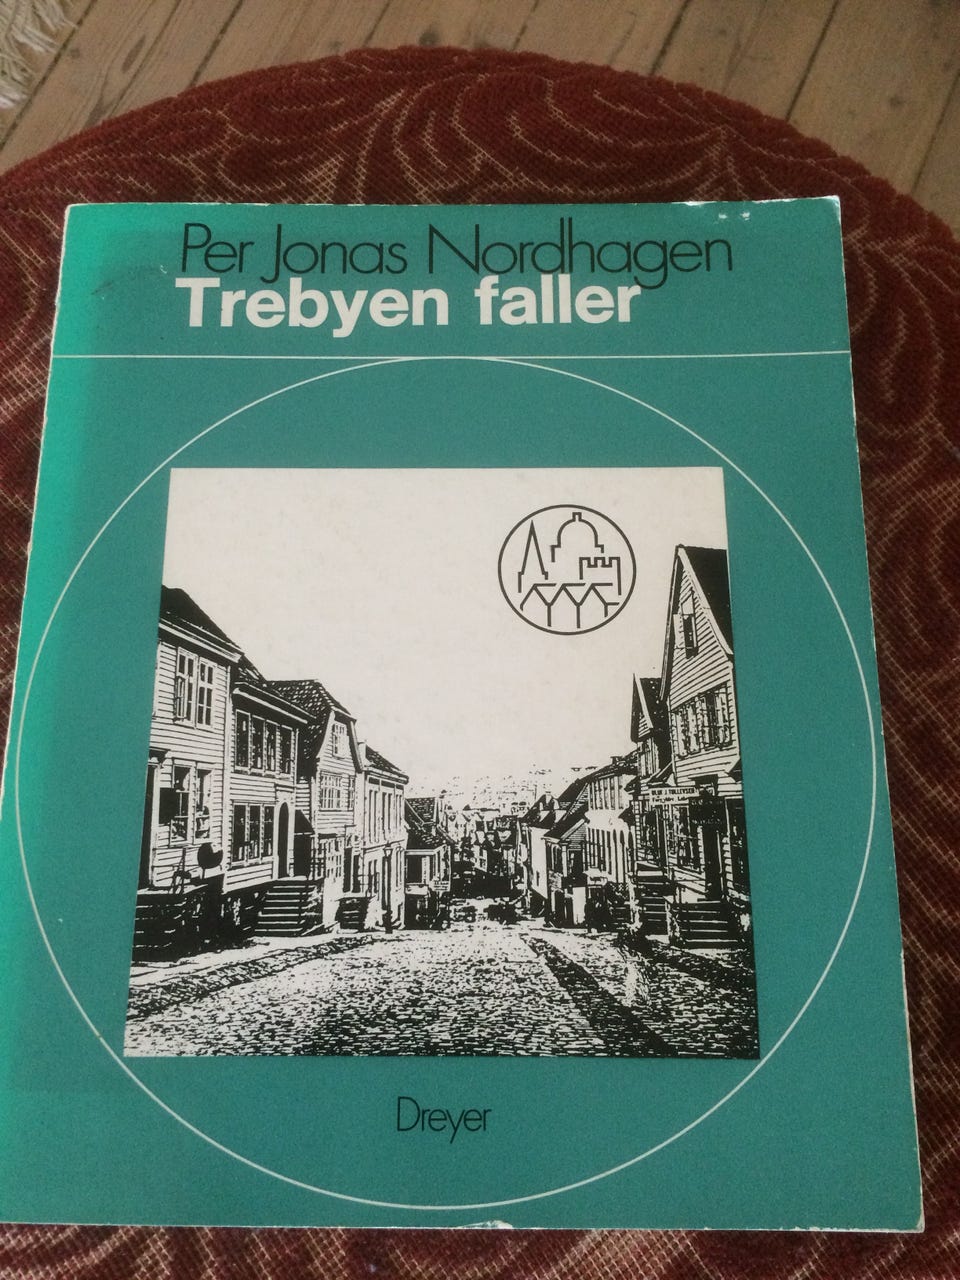 Per Jonas Nordhagen
Trebyen faller
Dreyer